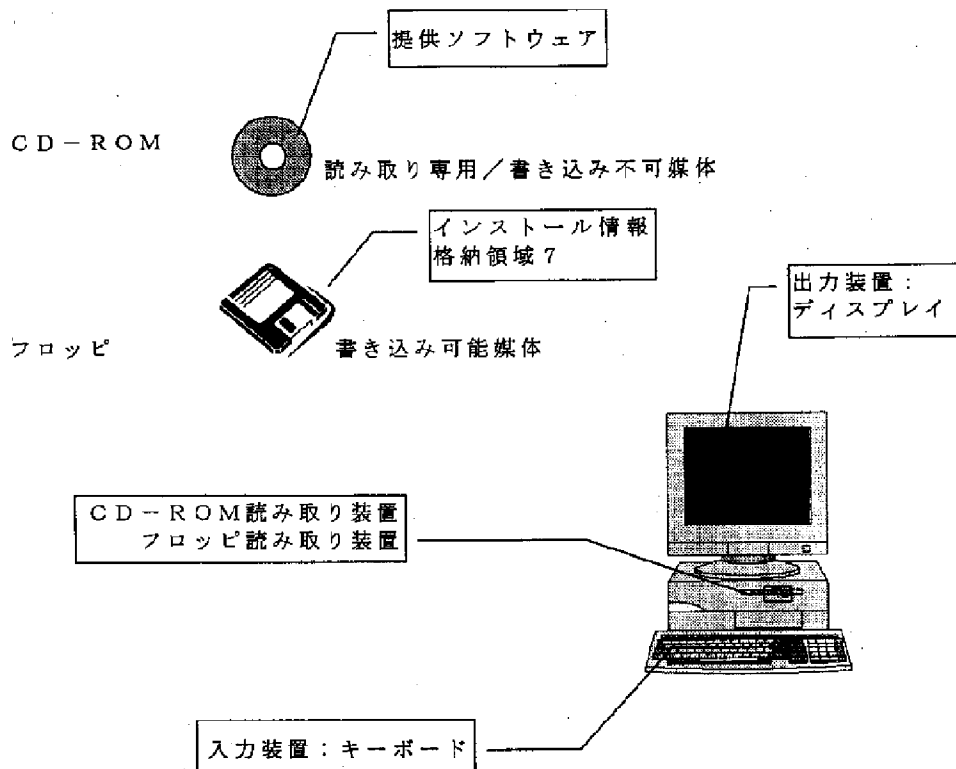 提供ソフトウェア
CD－ROM
読み取り専用／書き込み不可媒体
インストール情報
格納領域７
出力装置：
ディスプレイ
フロッピ
書き込み可能媒体
CD－ROM読み取り装置
フロッピ読み取り装置
入力装置：キーボード